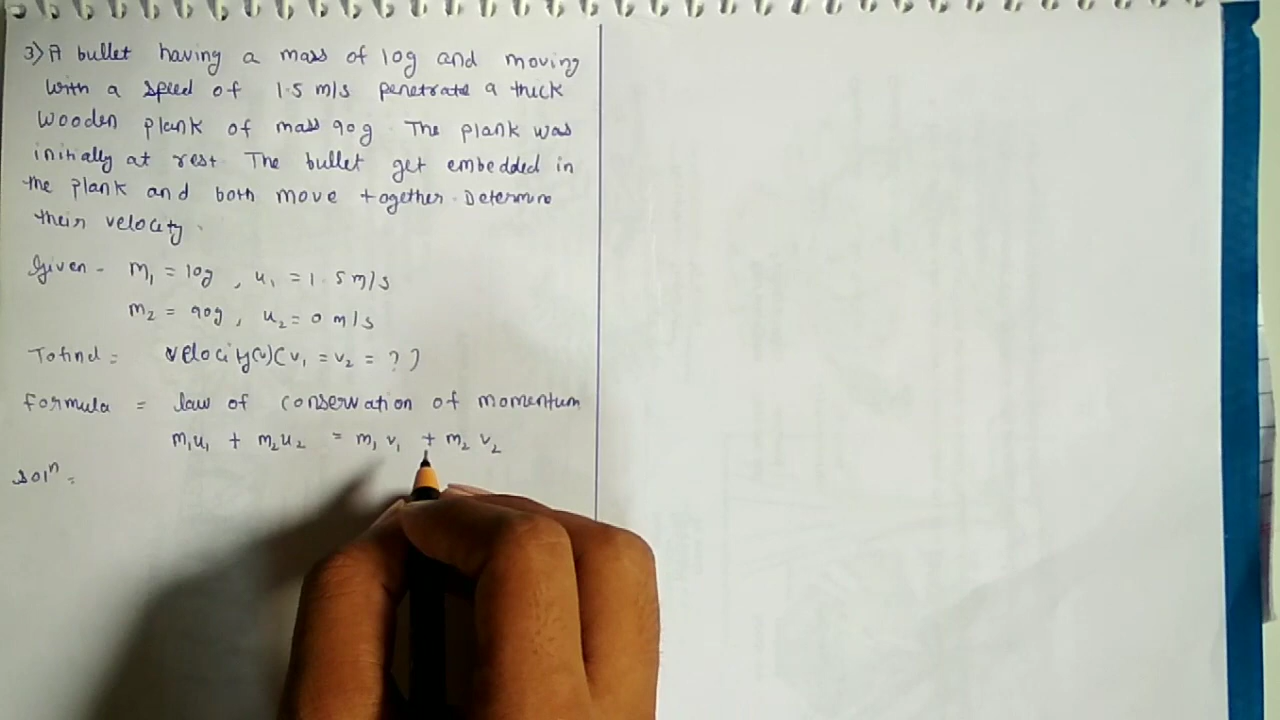 3) A bullet having a mass of 10g and moving
with a speed of 1.5 m/s penetrate a thick
wooden plank of mass 90g. The plank was
initially at rest. The bullet get embedded in
the plank and both move together. Determine
their velocity.
Given - m₁ = 10g, u₁ = 1.5 m/s
m₂ = 90g, u₂ = 0 m/s
To find = velocity(v) (v₁ = v₂ = ??)
formula = law of conservation of momentum
m₁u₁ + m₂u₂ = m₁v₁ + m₂v₂
Solⁿ =